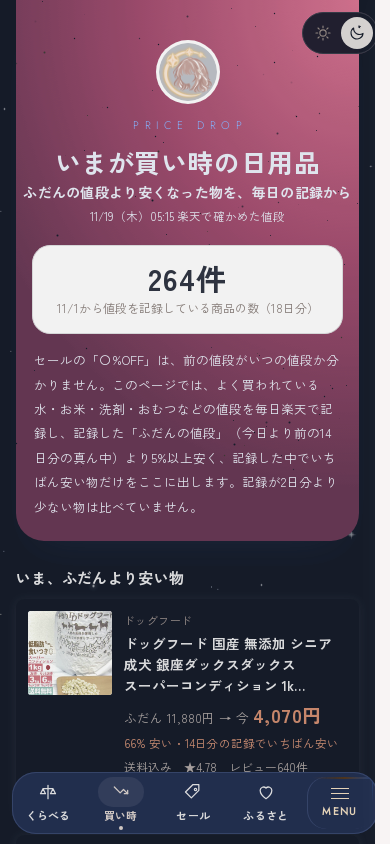 PRICE DROP
いまが買い時の日用品
ふだんの値段より安くなった物を、毎日の記録から
11/19（木）05:15 楽天で確かめた値段
264件
11/1から値段を記録している商品の数（18日分）
セールの「○%OFF」は、前の値段がいつの値段か分
かりません。このページでは、よく買われている
水・お米・洗剤・おむつなどの値段を毎日楽天で記
録し、記録した「ふだんの値段」（今日より前の14
日分の真ん中）より5%以上安く、記録した中でいち
ばん安い物だけをここに出します。記録が2日分より
少ない物は比べていません。
いま、ふだんより安い物
ドッグフード
ドッグフード 国産 無添加 シニア
成犬 銀座ダックスダックス
スーパーコンディション 1k...
ふだん 11,880円 → 今 4,070円
66% 安い・14日分の記録でいちばん安い
送料込み ★4.78 レビュー640件
くらべる
買い時
セール
ふるさと
MENU